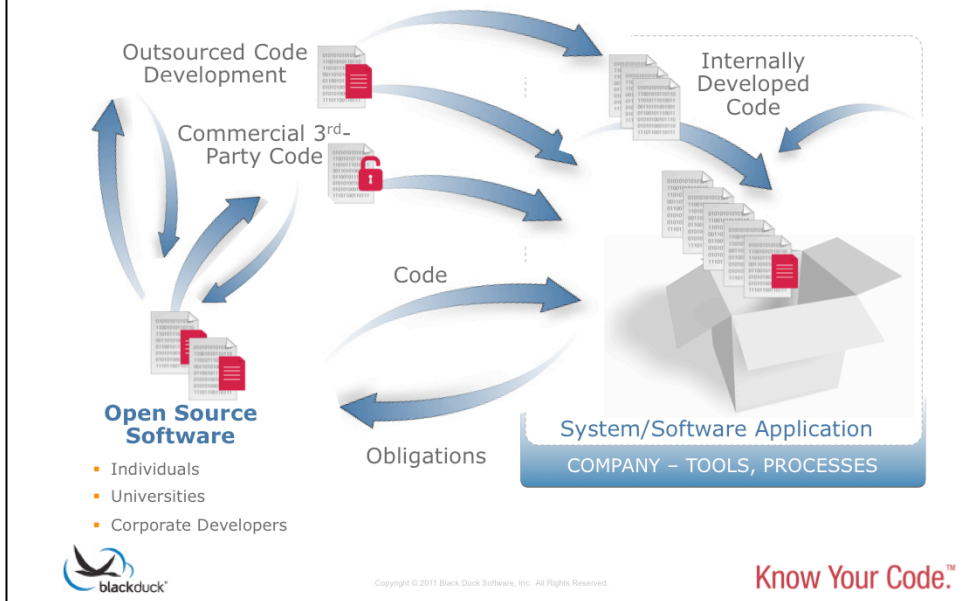 Outsourced Code
Development
Commercial 3rd-
Party Code
Internally
Developed
Code
Code
Obligations
Open Source
Software
▪ Individuals
▪ Universities
▪ Corporate Developers
System/Software Application
COMPANY – TOOLS, PROCESSES
blackduck
Copyright © 2011 Black Duck Software, Inc. All Rights Reserved.
Know Your Code.™